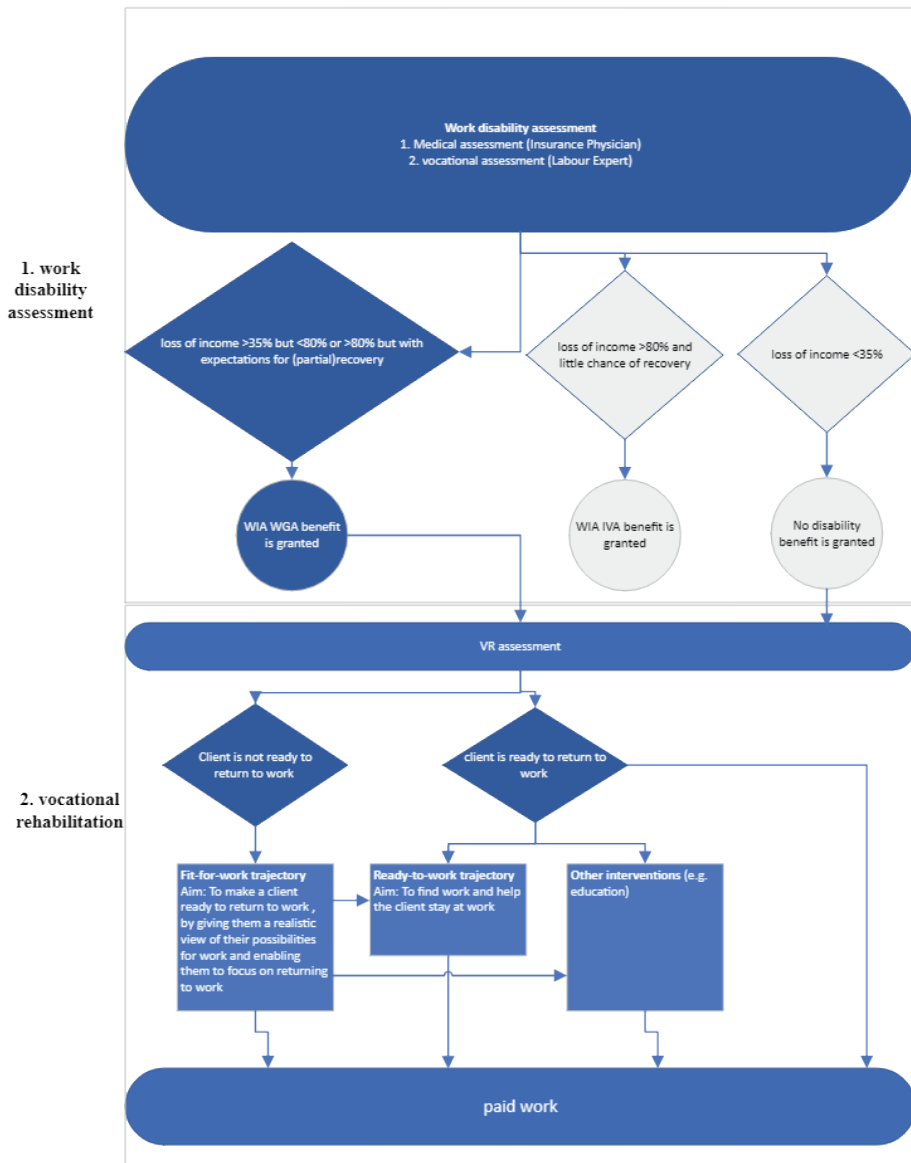 Work disability assessment
1. Medical assessment (Insurance Physician)
2. vocational assessment (Labour Expert)
1. work
disability
assessment
loss of income >35% but <80% or >80% but with
expectations for (partial)recovery
loss of income >80% and
little chance of recovery
loss of income <35%
WIA WGA benefit
is granted
WIA IVA benefit is
granted
No disability
benefit is granted
VR assessment
Client is not ready to
return to work
client is ready to return to
work
2. vocational
rehabilitation
Fit-for-work trajectory
Aim: To make a client
ready to return to work ,
by giving them a realistic
view of their possibilities
for work and enabling
them to focus on returning
to work
Ready-to-work trajectory
Aim: To find work and help
the client stay at work
Other interventions (e.g.
education)
paid work